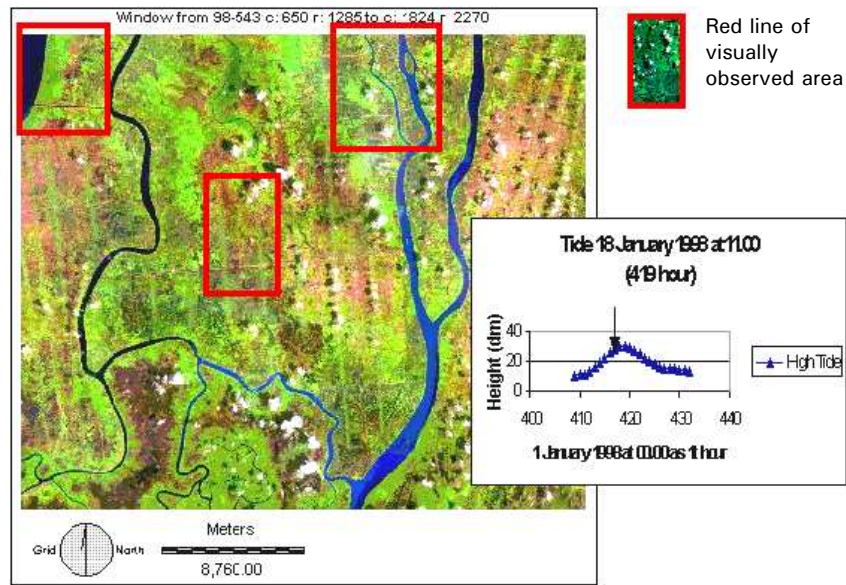 Window from 98-543 c: 650 r: 1285 to c: 1824 r: 2270
Red line of
visually
observed area
Tide 18 January 1998 at 11.00
(419 hour)
Height (dm)
40
20
0
400
410
420
430
440
High Tide
1 January 1998 at 00.00 as 1 hour
Grid
North
Meters
8,760.00